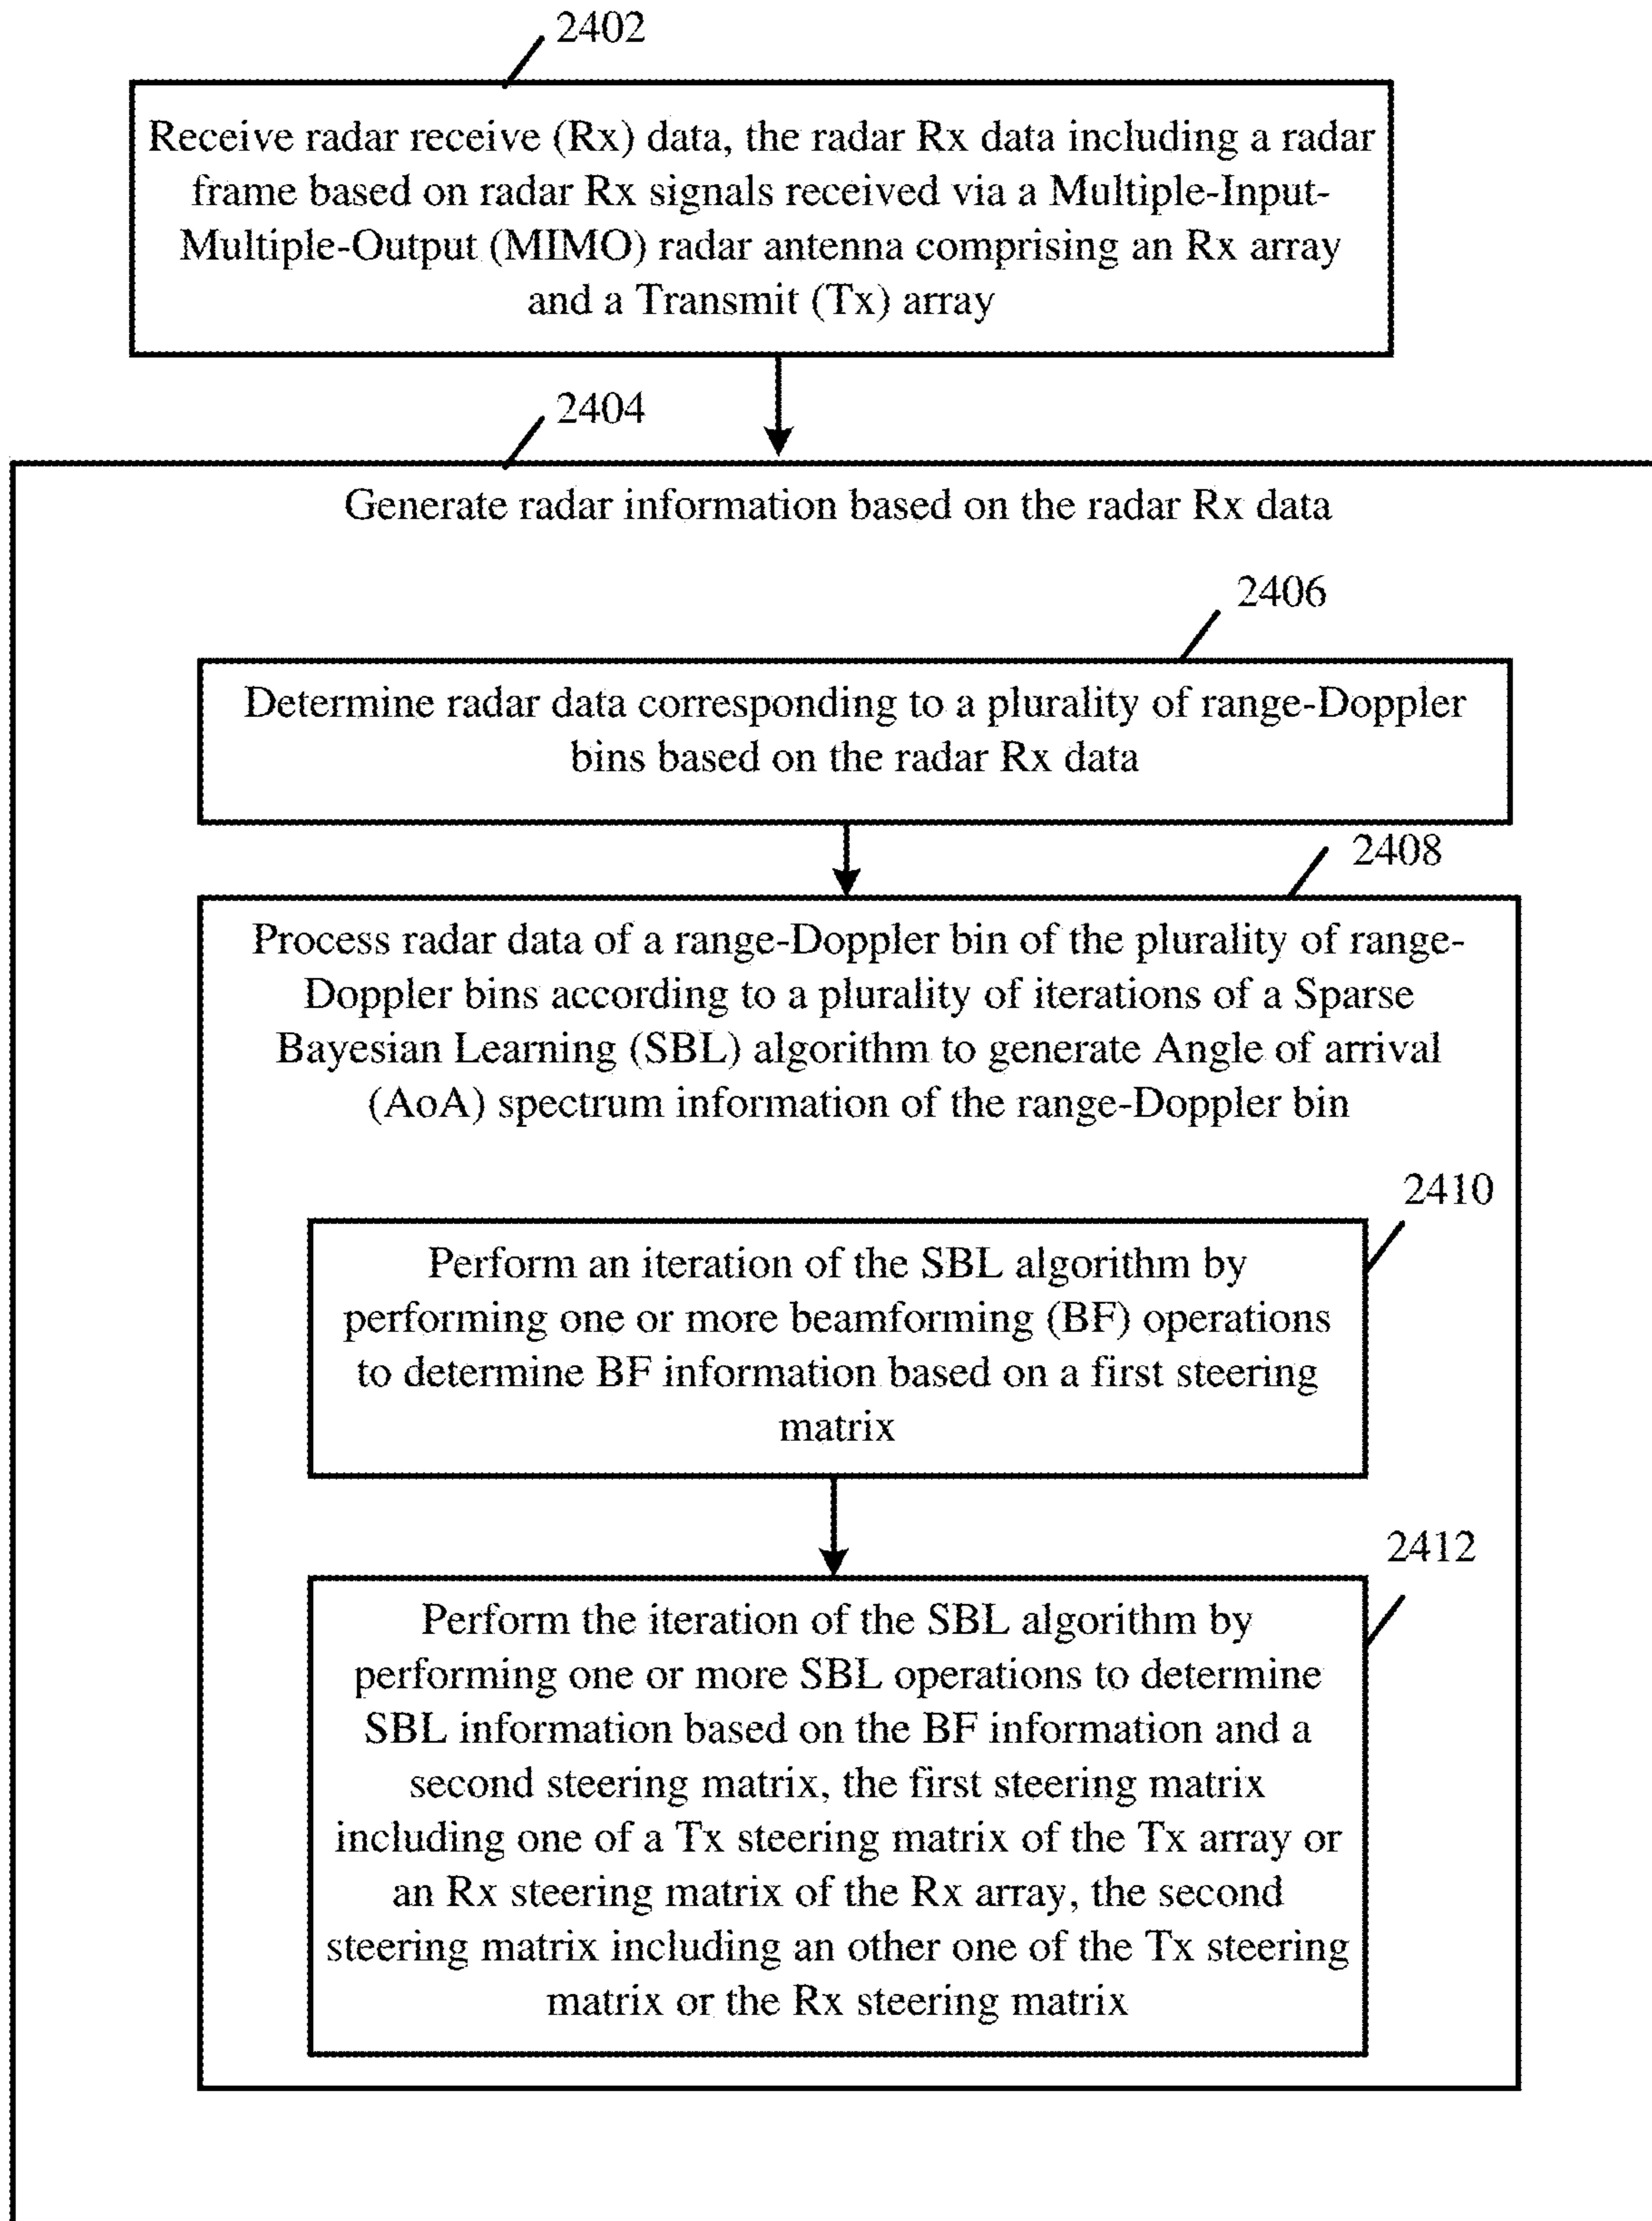 2402
Receive radar receive (Rx) data, the radar Rx data including a radar
frame based on radar Rx signals received via a Multiple-Input-
Multiple-Output (MIMO) radar antenna comprising an Rx array
and a Transmit (Tx) array
2404
Generate radar information based on the radar Rx data
2406
Determine radar data corresponding to a plurality of range-Doppler
bins based on the radar Rx data
2408
Process radar data of a range-Doppler bin of the plurality of range-
Doppler bins according to a plurality of iterations of a Sparse
Bayesian Learning (SBL) algorithm to generate Angle of arrival
(AoA) spectrum information of the range-Doppler bin
2410
Perform an iteration of the SBL algorithm by
performing one or more beamforming (BF) operations
to determine BF information based on a first steering
matrix
2412
Perform the iteration of the SBL algorithm by
performing one or more SBL operations to determine
SBL information based on the BF information and a
second steering matrix, the first steering matrix
including one of a Tx steering matrix of the Tx array or
an Rx steering matrix of the Rx array, the second
steering matrix including an other one of the Tx steering
matrix or the Rx steering matrix